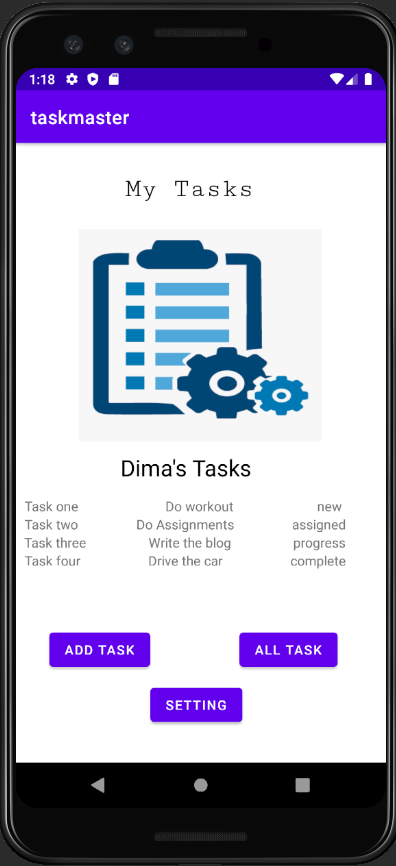 1:18
taskmaster
My Tasks
Dima's Tasks
Task one Do workout new
Task two Do Assignments assigned
Task three Write the blog progress
Task four Drive the car complete
ADD TASK ALL TASK
SETTING